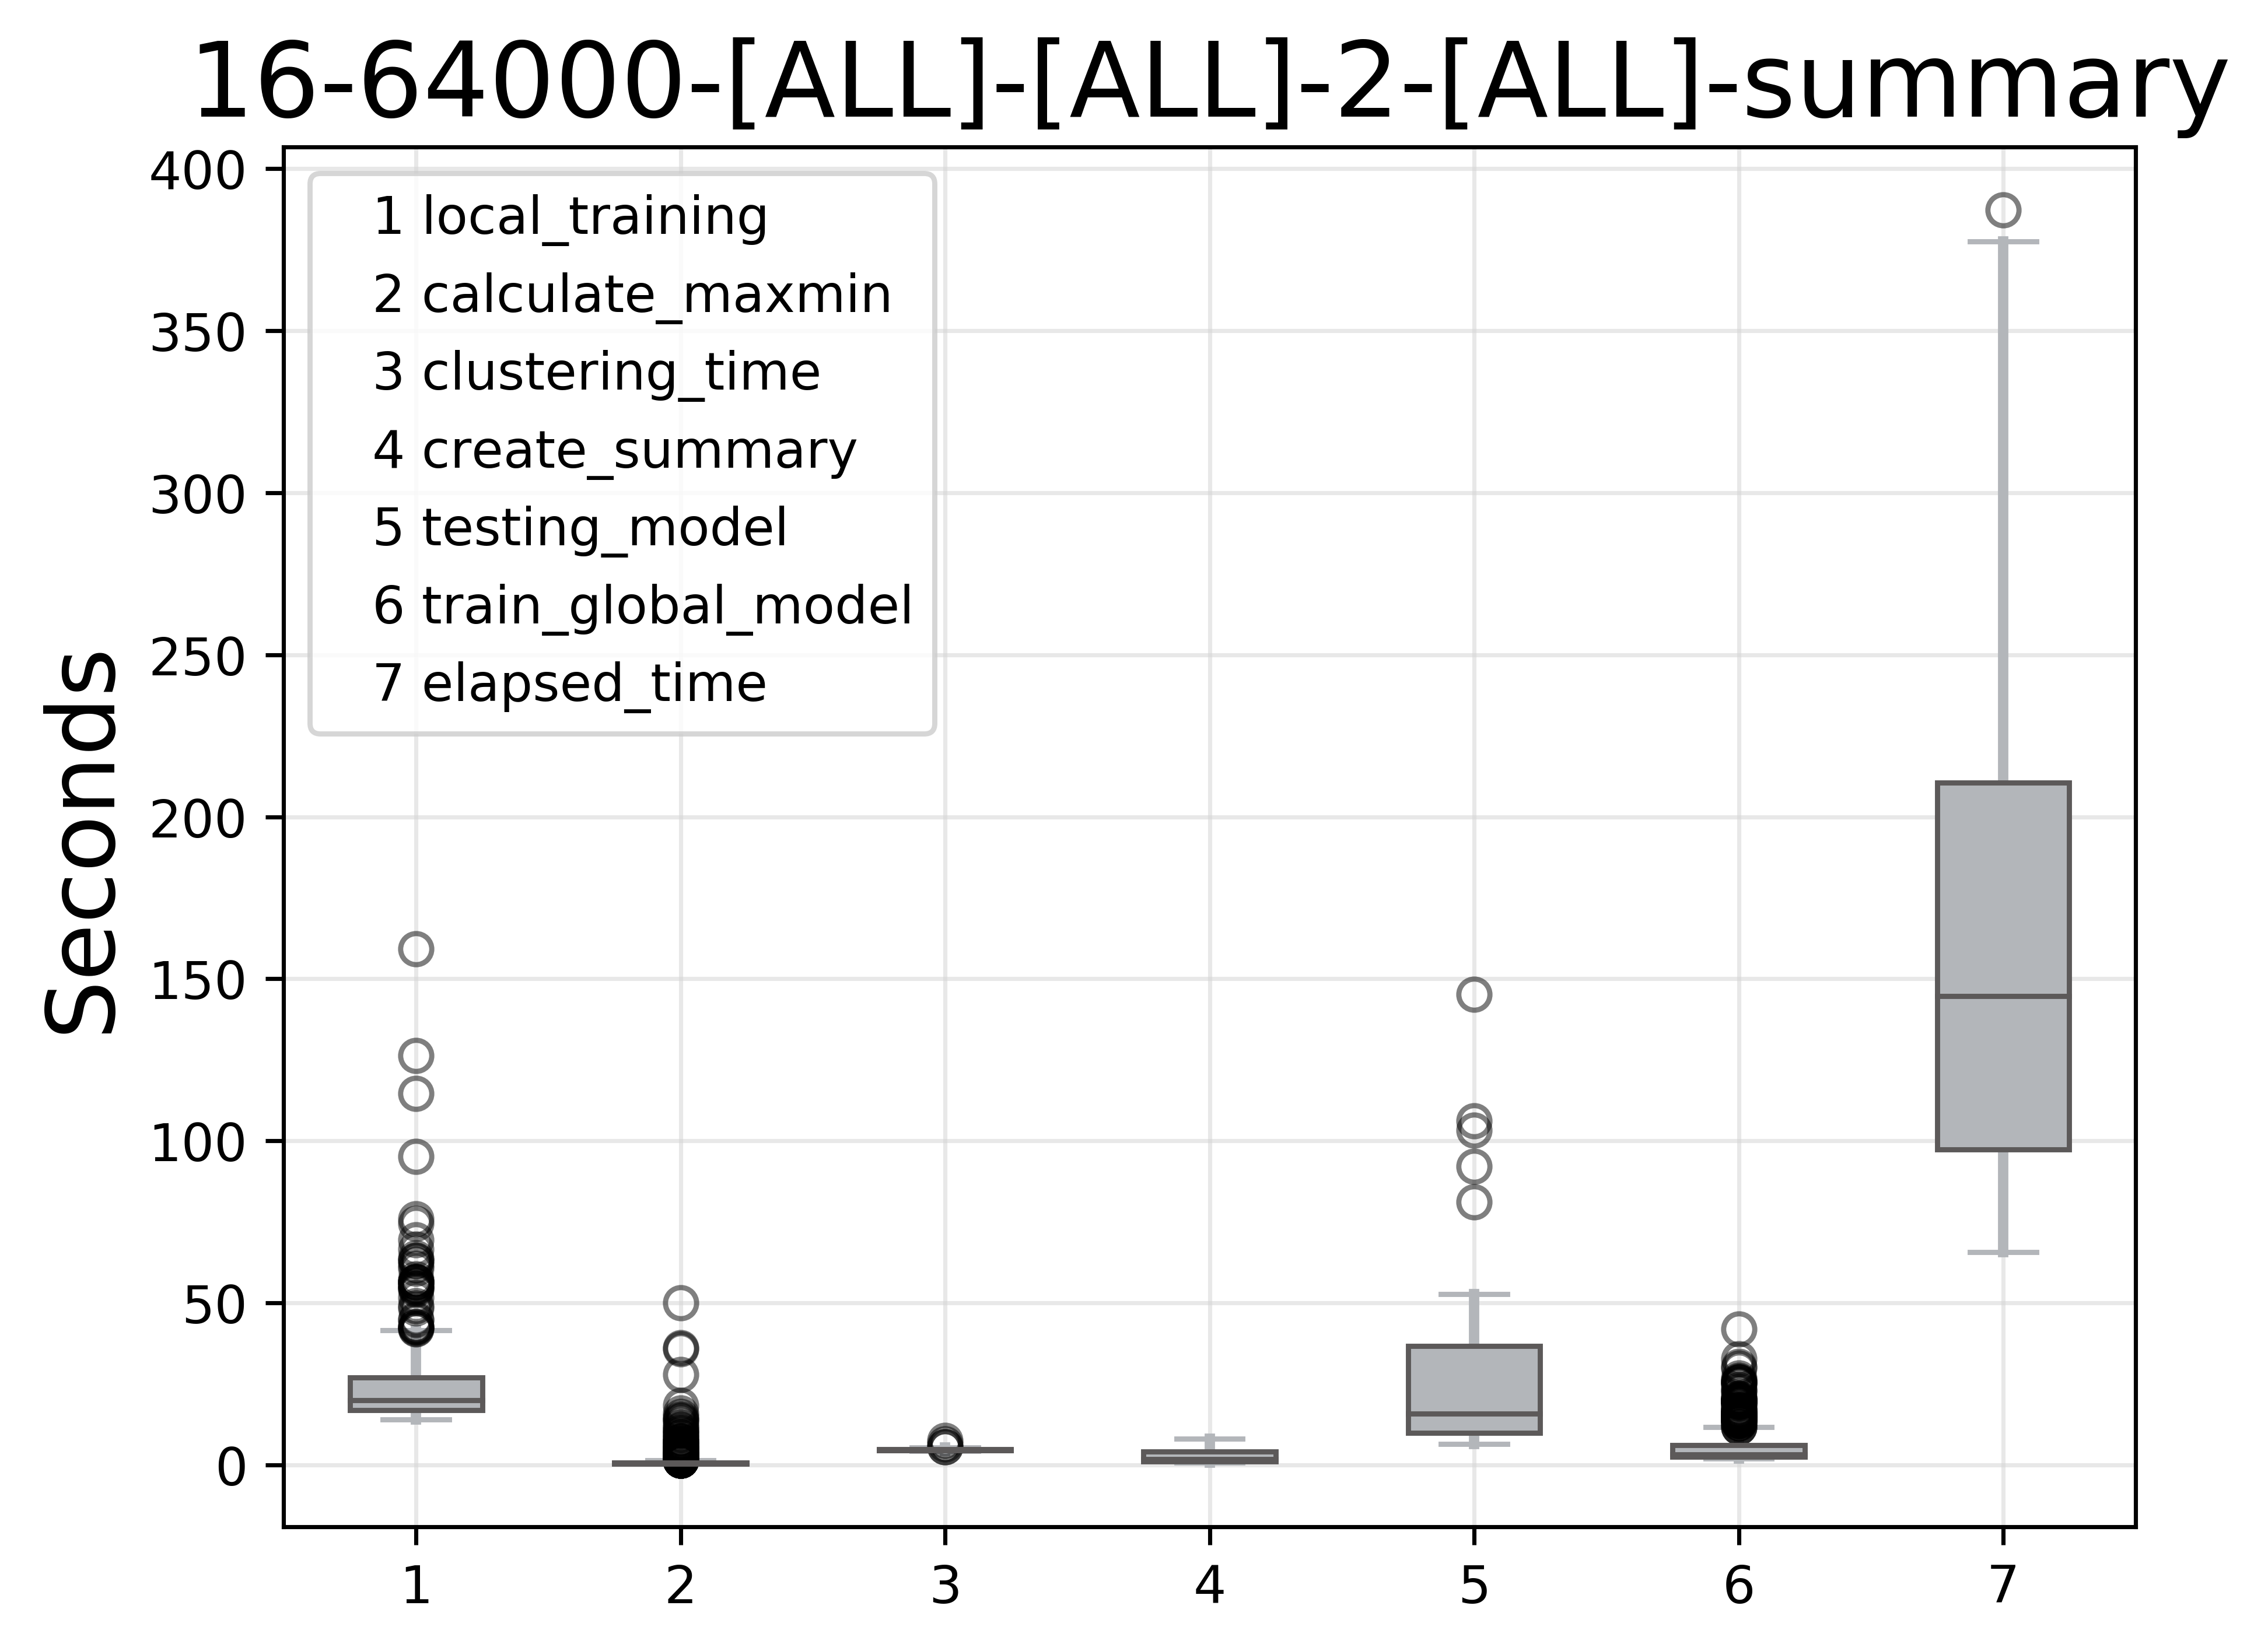 16-64000-[ALL]-[ALL]-2-[ALL]-summary
400
350
300
250
200
150
100
50
0
Seconds
1 local_training
2 calculate_maxmin
3 clustering_time
4 create_summary
5 testing_model
6 train_global_model
7 elapsed_time
1 2 3 4 5 6 7